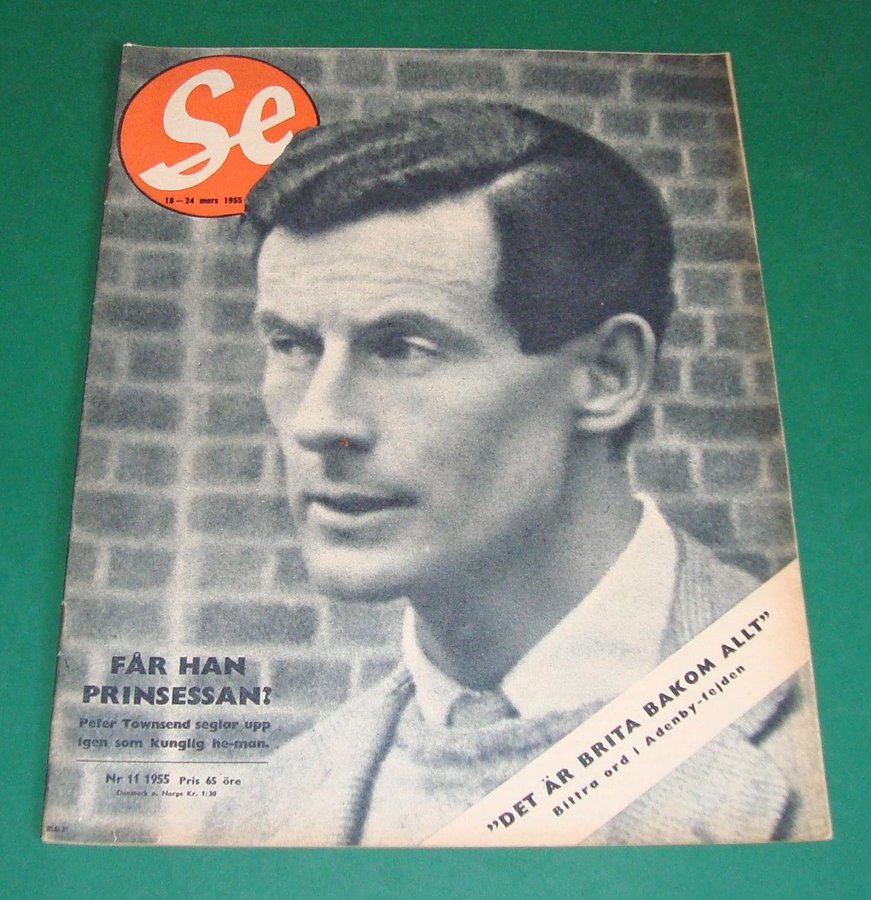 Se
18—24 mars 1955
FÅR HAN
PRINSESSAN?
Peter Townsend seglar upp
igen som kunglig he-man.
Nr 11 1955 Pris 65 öre
Danmark o. Norge Kr. 1:30
"DET ÄR BRITA BAKOM ALLT"
Bittra ord i Adenby-fejden